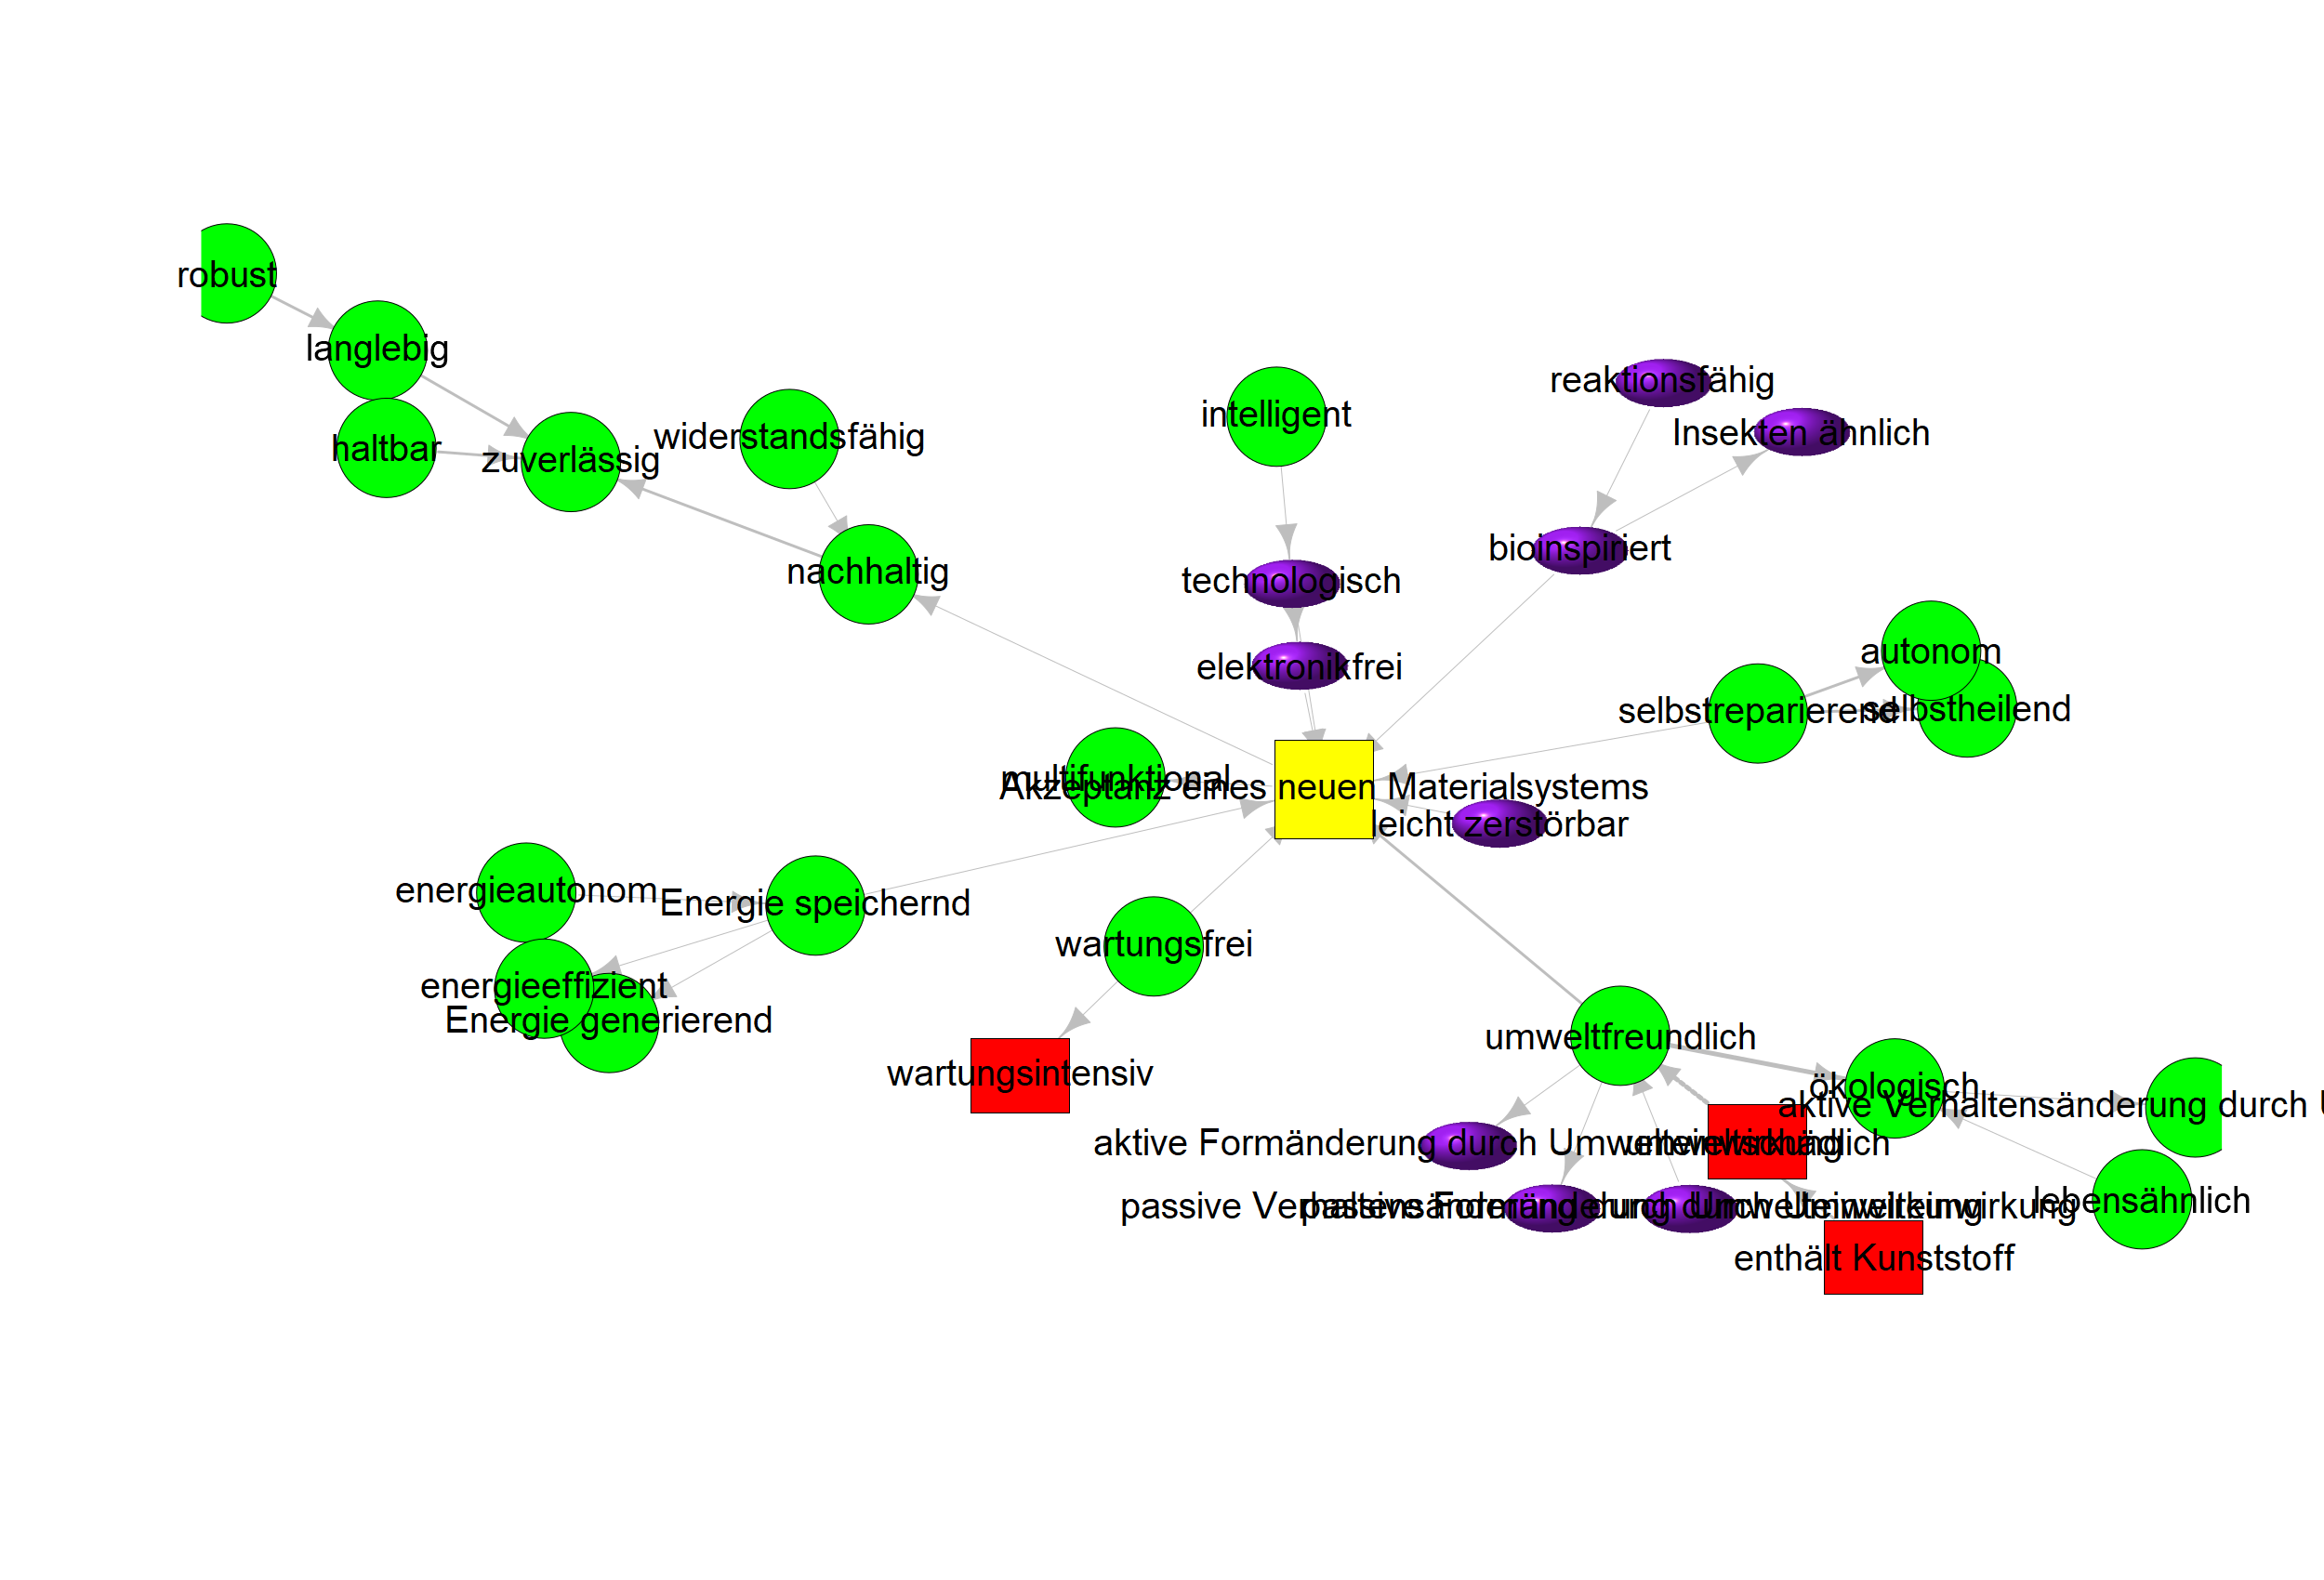 robust
langlebig
reaktionsfähig
intelligent
Insekten ähnlich
widerstandsfähig
haltbar
zuverlässig
bioinspiriert
nachhaltig
technologisch
autonom
elektronikfrei
selbstreparierend
selbstheilend
multifunktional
Akzeptanz eines neuen Materialsystems
leicht zerstörbar
energieautonom
Energie speichernd
wartungsfrei
energieeffizient
Energie generierend
umweltfreundlich
wartungsintensiv
ökologisch
aktive Verhaltensänderung durch U
aktive Formänderung durch Umwelteinwirkung
umweltschädlich
passive Verhaltensänderung durch Umwelteinwirkung
passive Formänderung durch Umwelteinwirkung
lebensähnlich
enthält Kunststoff